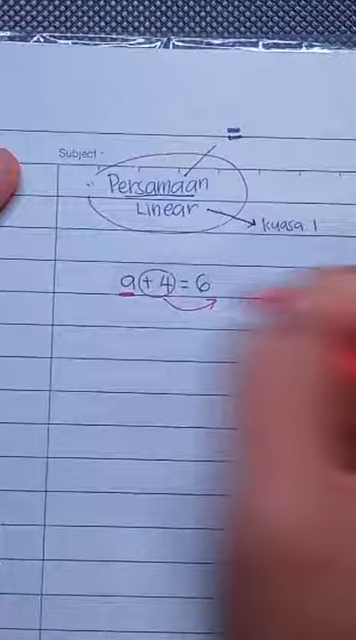 =
Subject :
Persamaan
Linear
kuasa 1
a + 4 = 6